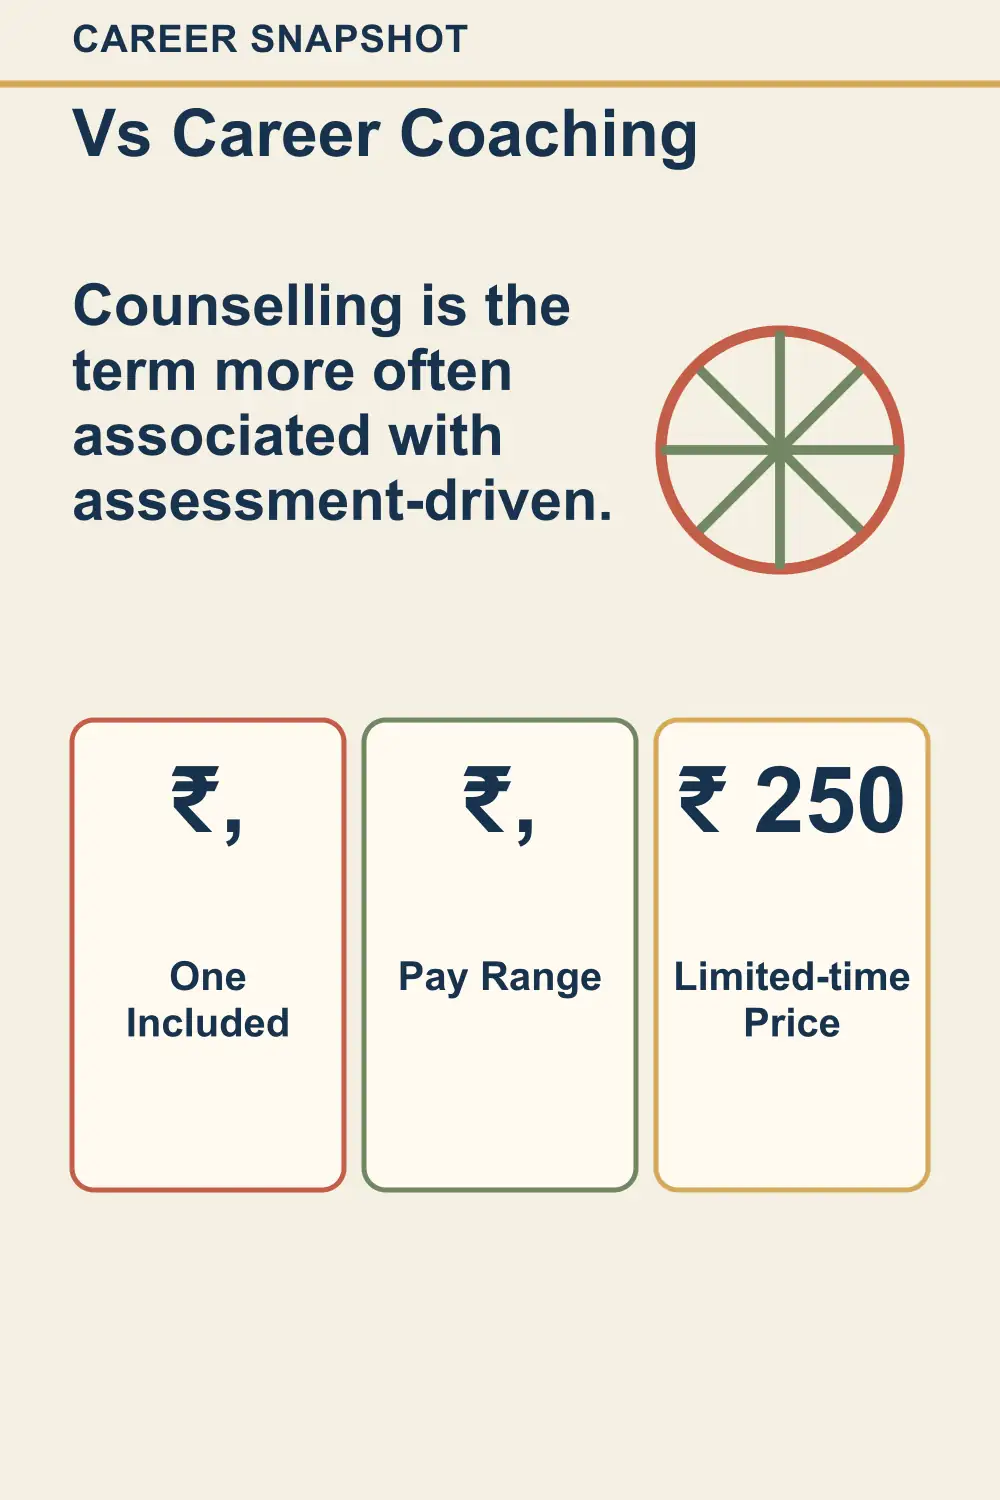 CAREER SNAPSHOT
Vs Career Coaching
Counselling is the
term more often
associated with
assessment-driven.
₹,
One
Included
₹,
Pay Range
₹ 250
Limited-time
Price